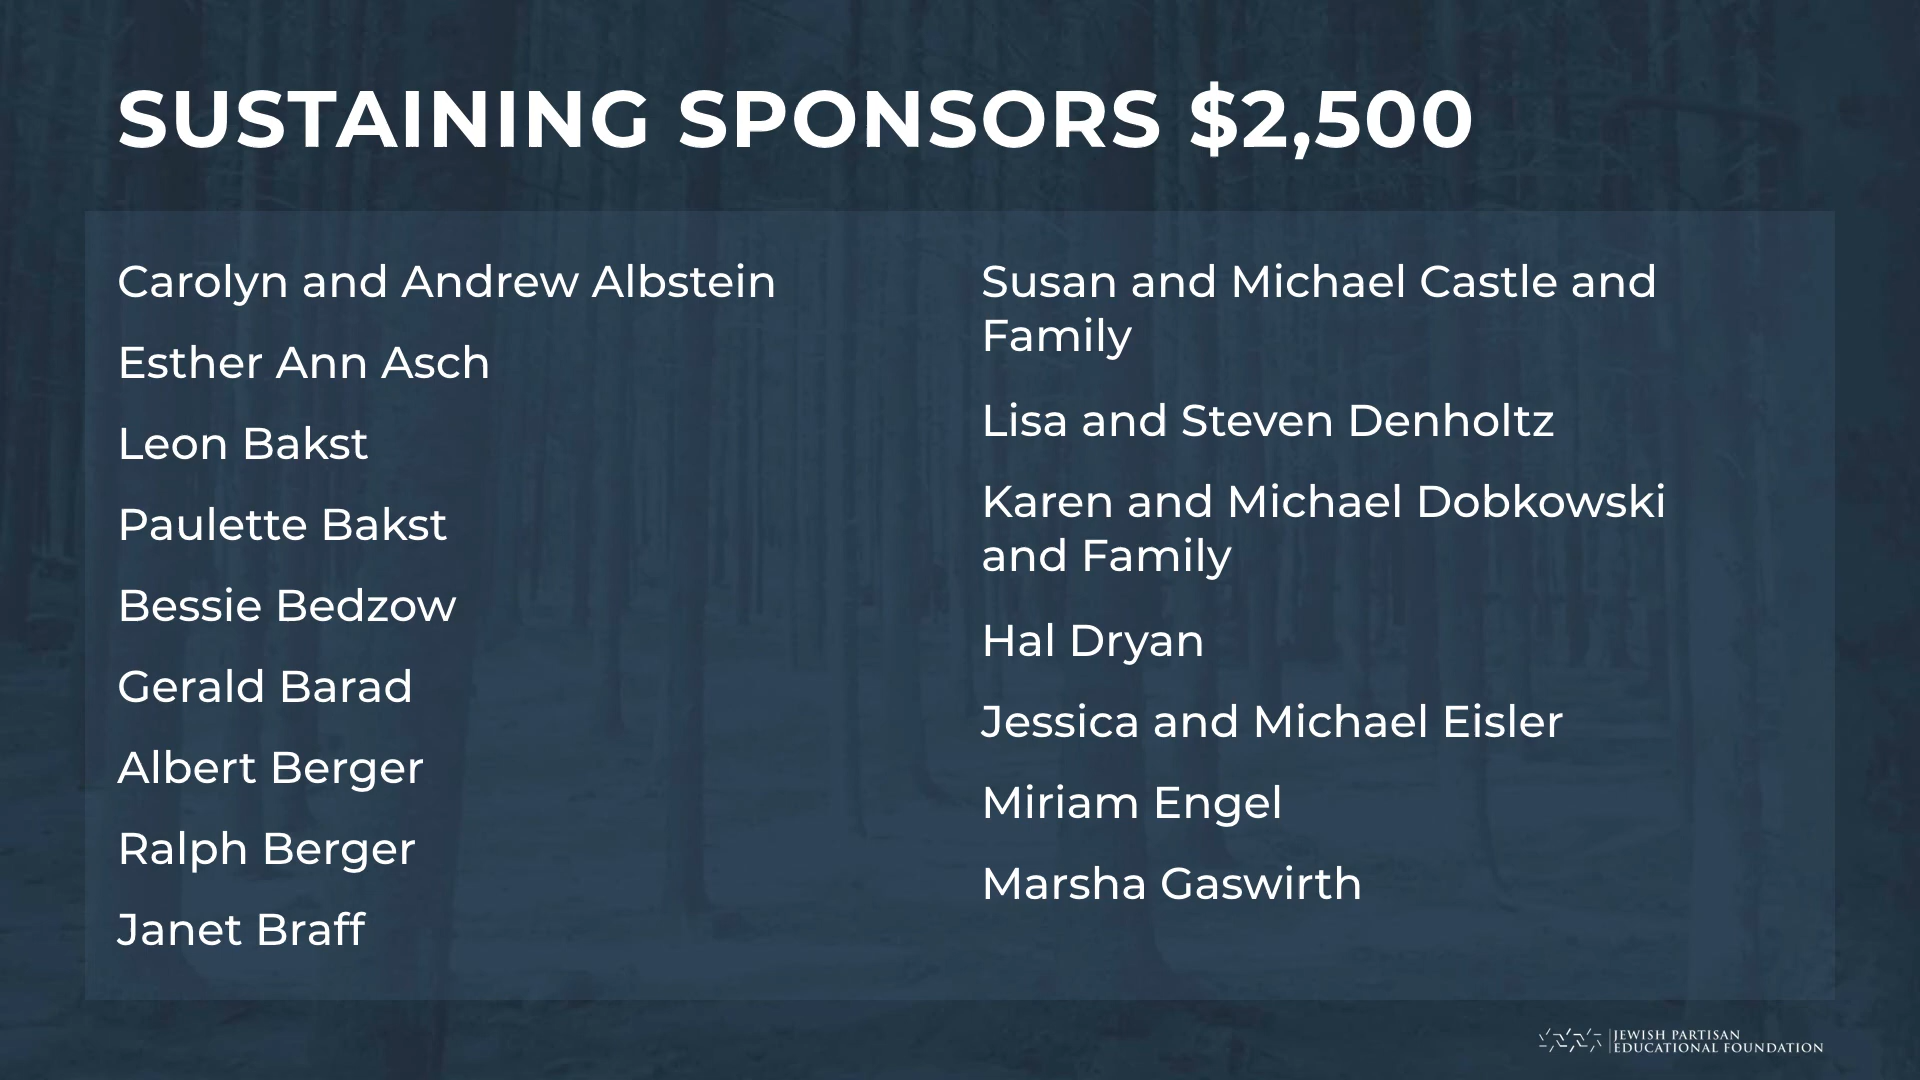 SUSTAINING SPONSORS $2,500
Carolyn and Andrew Albstein
Esther Ann Asch
Leon Bakst
Paulette Bakst
Bessie Bedzow
Gerald Barad
Albert Berger
Ralph Berger
Janet Braff
Susan and Michael Castle and
Family
Lisa and Steven Denholtz
Karen and Michael Dobkowski
and Family
Hal Dryan
Jessica and Michael Eisler
Miriam Engel
Marsha Gaswirth
JEWISH PARTISAN
EDUCATIONAL FOUNDATION